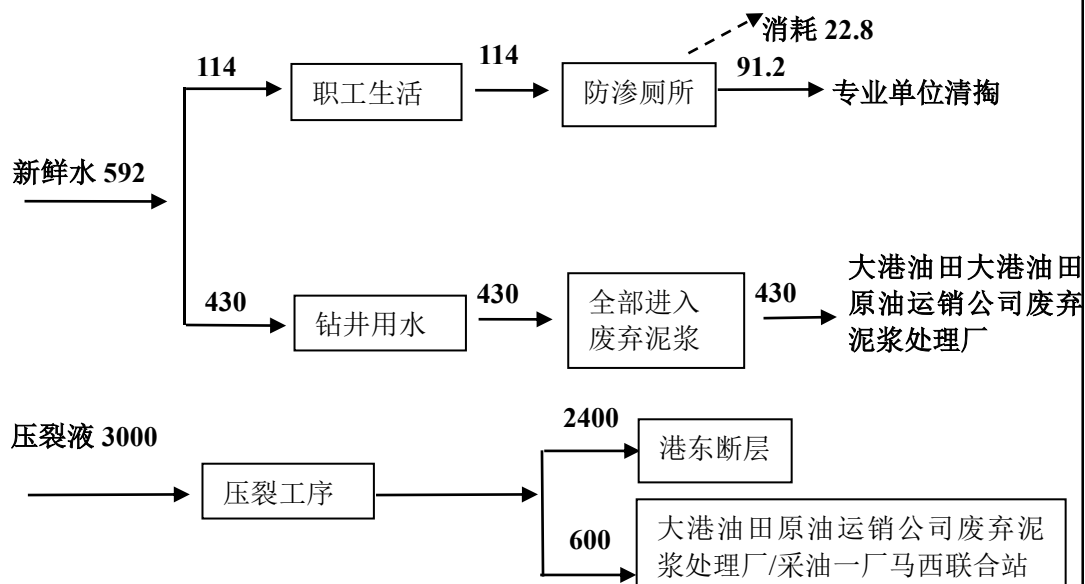 消耗 22.8
114
职工生活
114
防渗厕所
91.2
专业单位清掏
新鲜水 592
430
钻井用水
430
全部进入
废弃泥浆
430
大港油田大港油田
原油运销公司废弃
泥浆处理厂
压裂液 3000
压裂工序
2400
港东断层
600
大港油田原油运销公司废弃泥
浆处理厂/采油一厂马西联合站